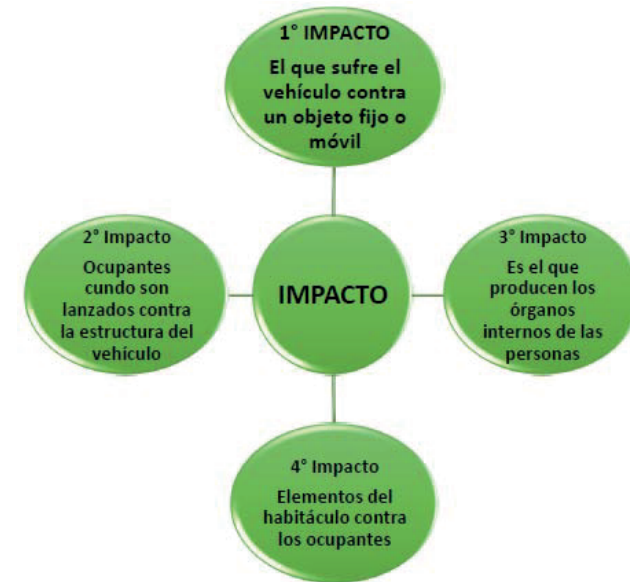 1° IMPACTO
El que sufre el
vehículo contra
un objeto fijo o
móvil
2° Impacto
Ocupantes
cundo son
lanzados contra
la estructura del
vehículo
IMPACTO
3° Impacto
Es el que
producen los
órganos
internos de las
personas
4° Impacto
Elementos del
habitáculo contra
los ocupantes